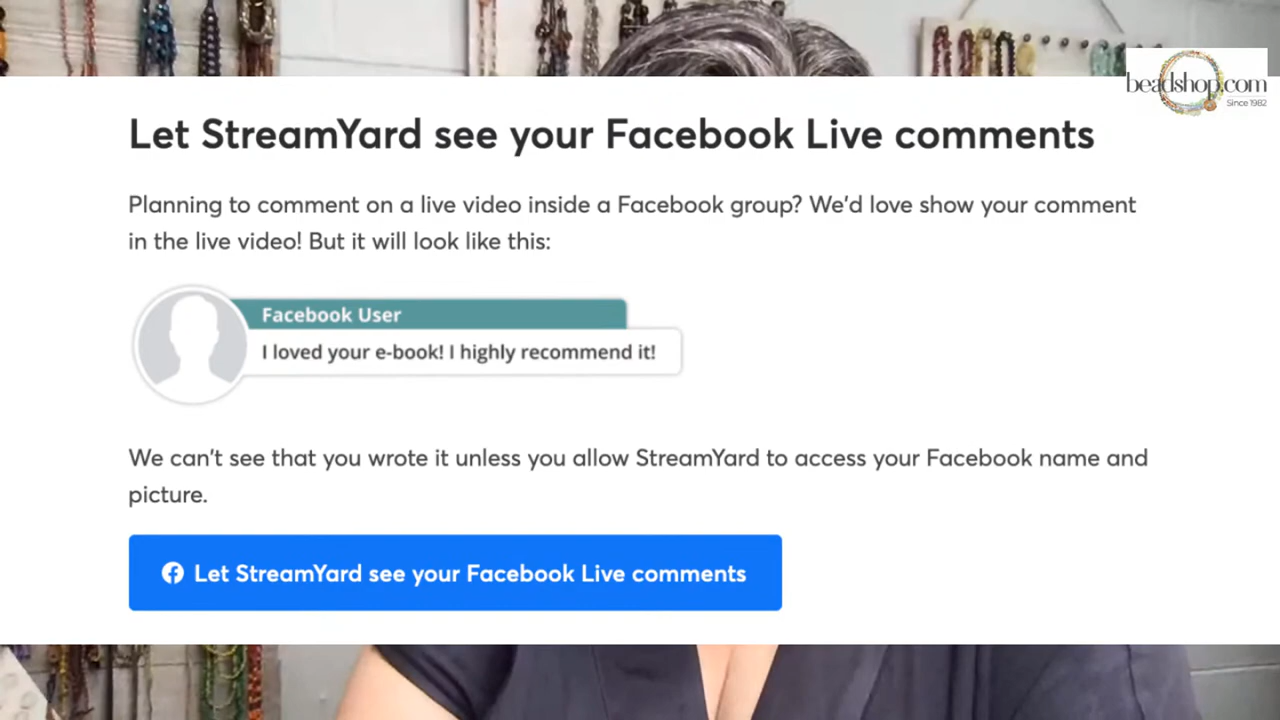 beadshop.com
Since 1982
Let StreamYard see your Facebook Live comments
Planning to comment on a live video inside a Facebook group? We'd love show your comment
in the live video! But it will look like this:
Facebook User
I loved your e-book! I highly recommend it!
We can't see that you wrote it unless you allow StreamYard to access your Facebook name and
picture.
Let StreamYard see your Facebook Live comments